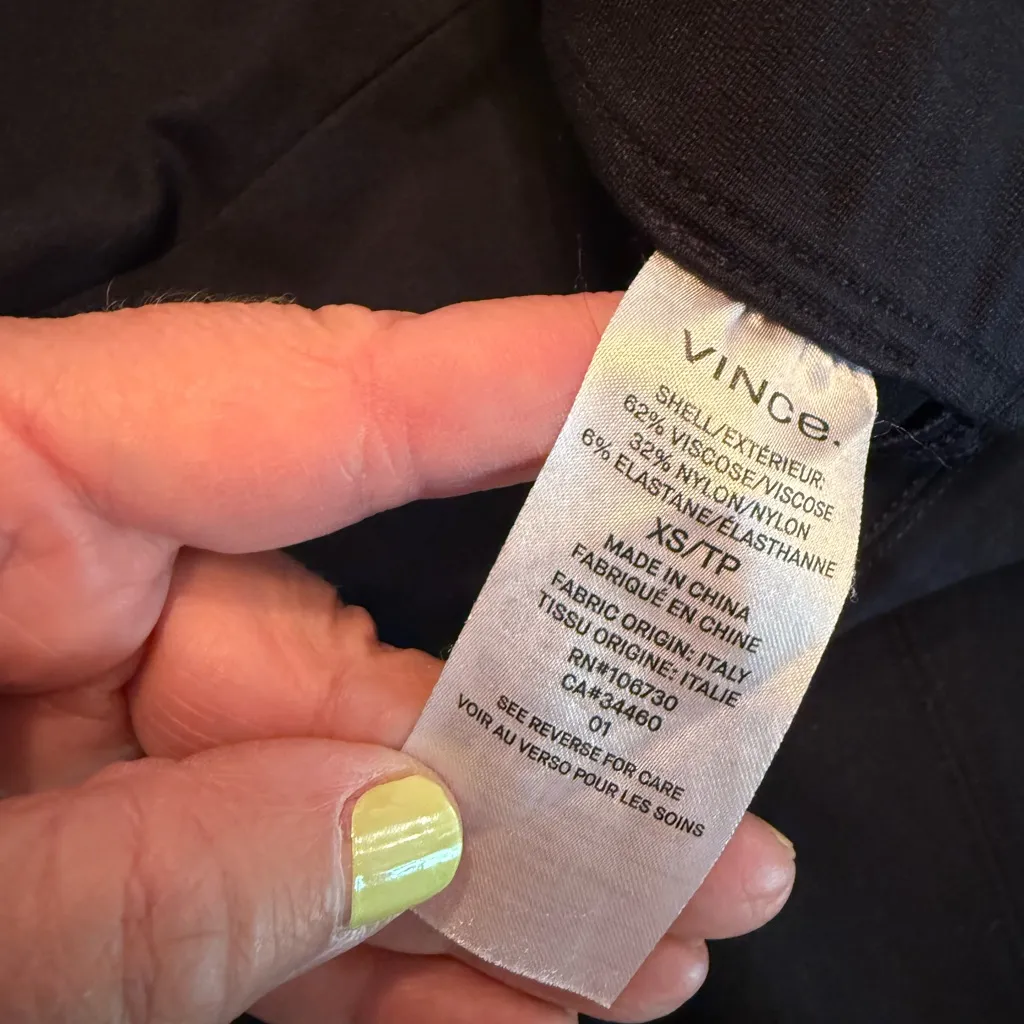 VINCe.
SHELL/EXTÉRIEUR:
62% VISCOSE/VISCOSE
32% NYLON/NYLON
6% ELASTANE/ÉLASTHANNE
XS/TP
MADE IN CHINA
FABRIQUÉ EN CHINE
FABRIC ORIGIN: ITALY
TISSU ORIGINE: ITALIE
RN#106730
CA#34460
01
SEE REVERSE FOR CARE
VOIR AU VERSO POUR LES SOINS